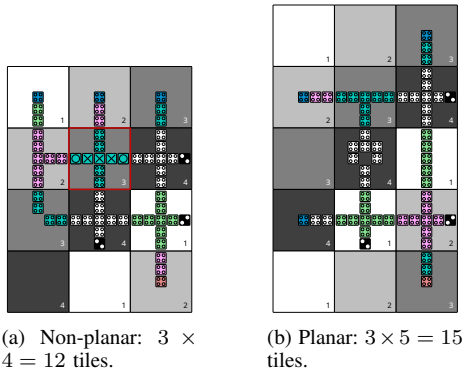 1 2 3
2 3 4
3 4 1
4 1 2
(a) Non-planar: 3 ×
4 = 12 tiles.
1 2 3
2 3 4
3 4 1
4 1 2
1 2 3
(b) Planar: 3 × 5 = 15
tiles.